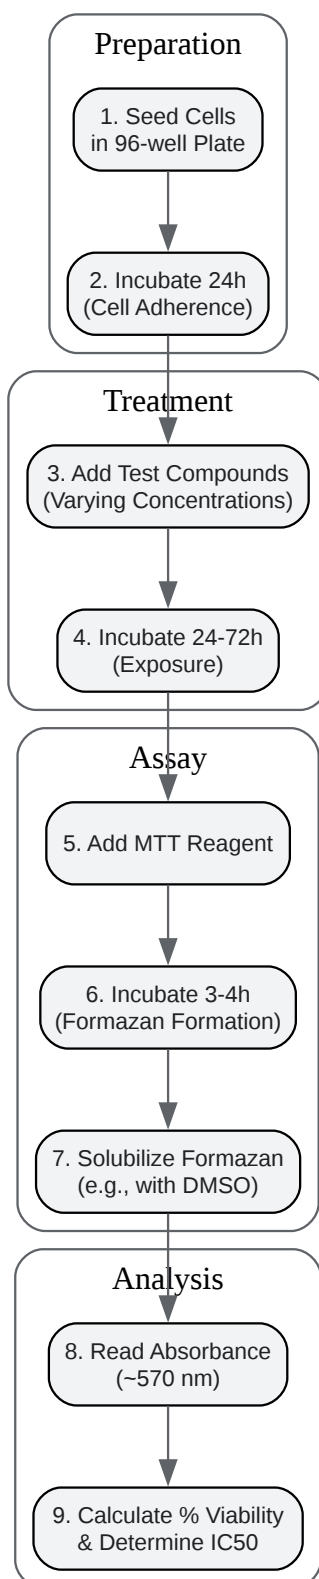 Preparation
1. Seed Cells
in 96-well Plate
2. Incubate 24h
(Cell Adherence)
Treatment
3. Add Test Compounds
(Varying Concentrations)
4. Incubate 24-72h
(Exposure)
Assay
5. Add MTT Reagent
6. Incubate 3-4h
(Formazan Formation)
7. Solubilize Formazan
(e.g., with DMSO)
Analysis
8. Read Absorbance
(~570 nm)
9. Calculate % Viability
& Determine IC50